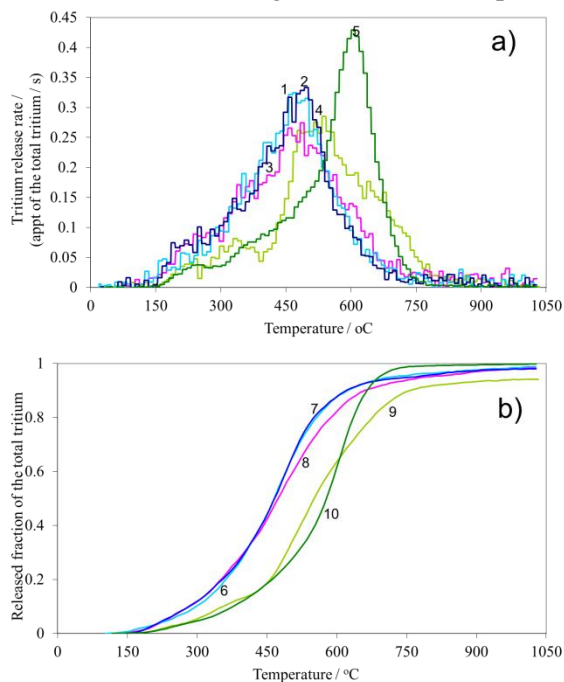 a)
Tritium release rate /
(appt of the total tritium / s)
0.45
0.4
0.35
0.3
0.25
0.2
0.15
0.1
0.05
0
1
2
3
4
5
0 150 300 450 600 750 900 1050
Temperature / oC
b)
Released fraction of the total tritium
1
0.8
0.6
0.4
0.2
0
6
7
8
9
10
0 150 300 450 600 750 900 1050
Temperature / °C